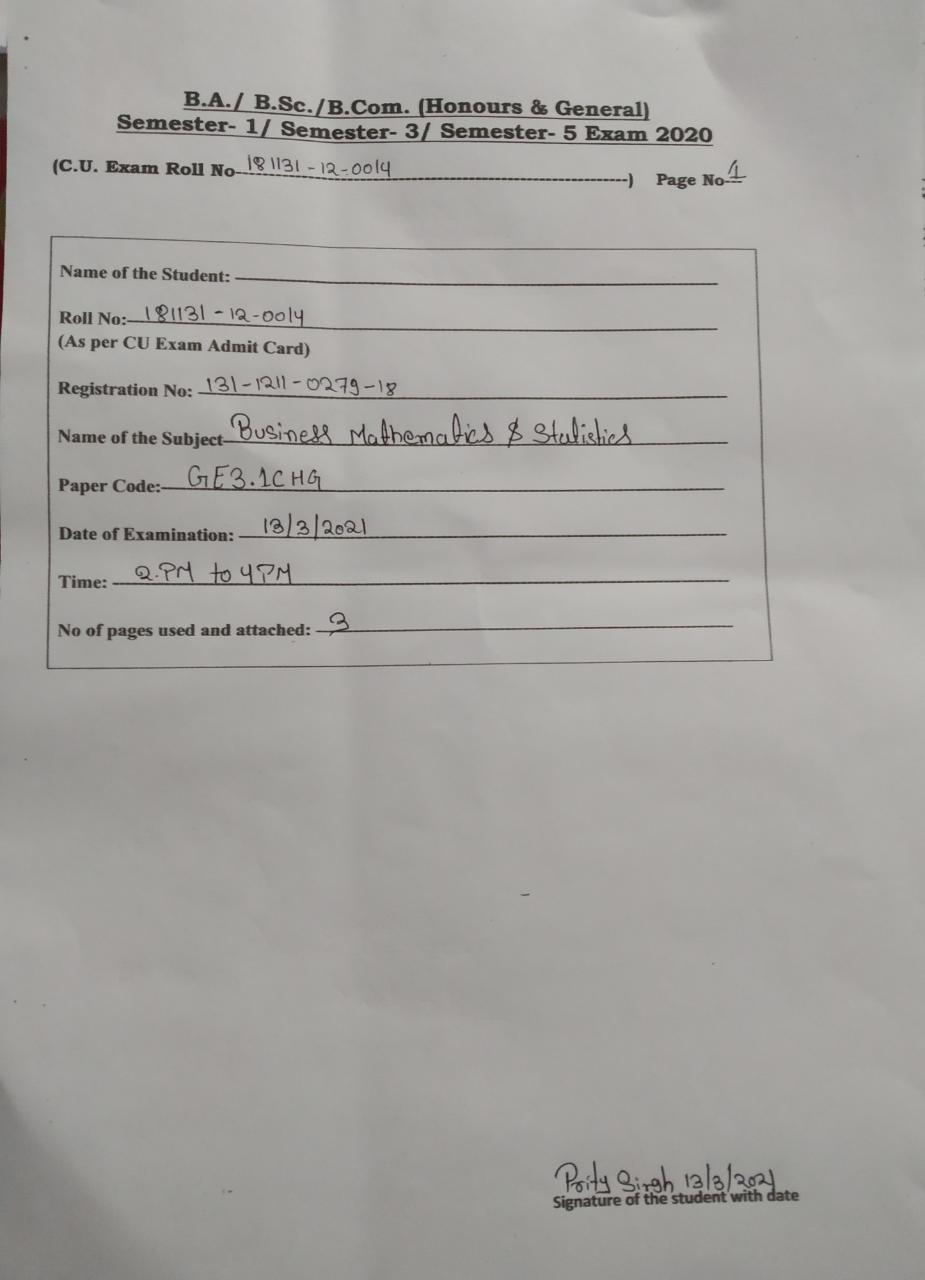 B.A./ B.Sc./B.Com. (Honours & General)
Semester- 1/ Semester- 3/ Semester- 5 Exam 2020
(C.U. Exam Roll No 181131-12-0014 ) Page No 1
Name of the Student:
Roll No:- 181131-12-0014
(As per CU Exam Admit Card)
Registration No: 131-1211-0279-18
Name of the Subject Business Mathematics & Statistics
Paper Code:- GE3.1CHG
Date of Examination: 13/3/2021
Time: 2.PM to 4PM
No of pages used and attached: 3
Prity Singh 13/3/2021
Signature of the student with date